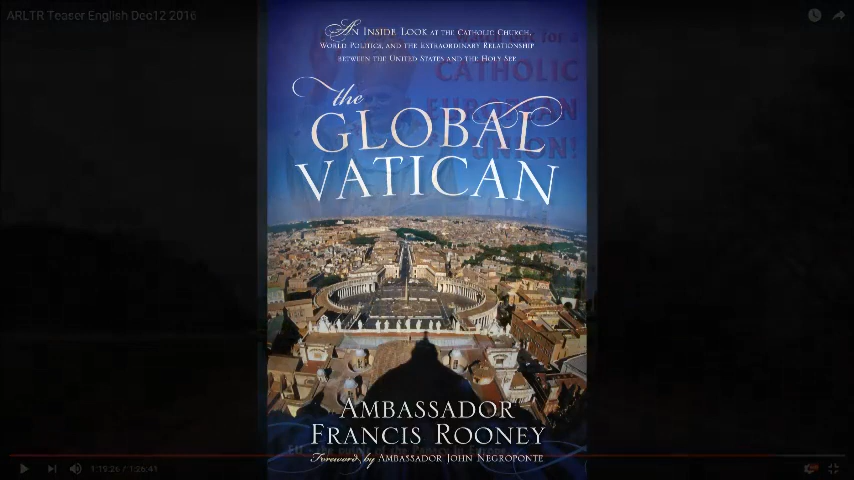 ARLTR Teaser English Dec12 2016
An Inside Look at the Catholic Church,
World Politics, and the Extraordinary Relationship
between the United States and the Holy See
CATHOLIC
EUROPEAN
UNION!
the
GLOBAL
VATICAN
AMBASSADOR
FRANCIS ROONEY
Foreword by AMBASSADOR JOHN NEGROPONTE
1:19:26 / 1:26:41